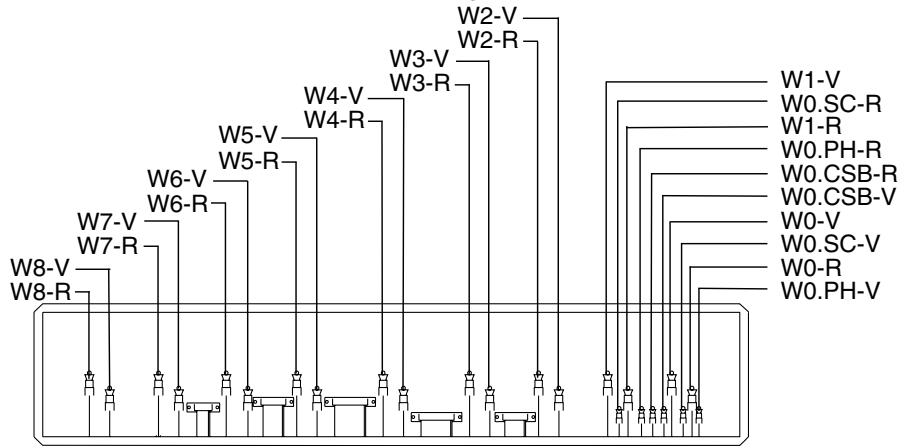 W2-V
W2-R
W3-V
W3-R
W4-V
W4-R
W5-V
W5-R
W6-V
W6-R
W7-V
W7-R
W8-V
W8-R
W1-V
W0.SC-R
W1-R
W0.PH-R
W0.CSB-R
W0.CSB-V
W0-V
W0.SC-V
W0-R
W0.PH-V